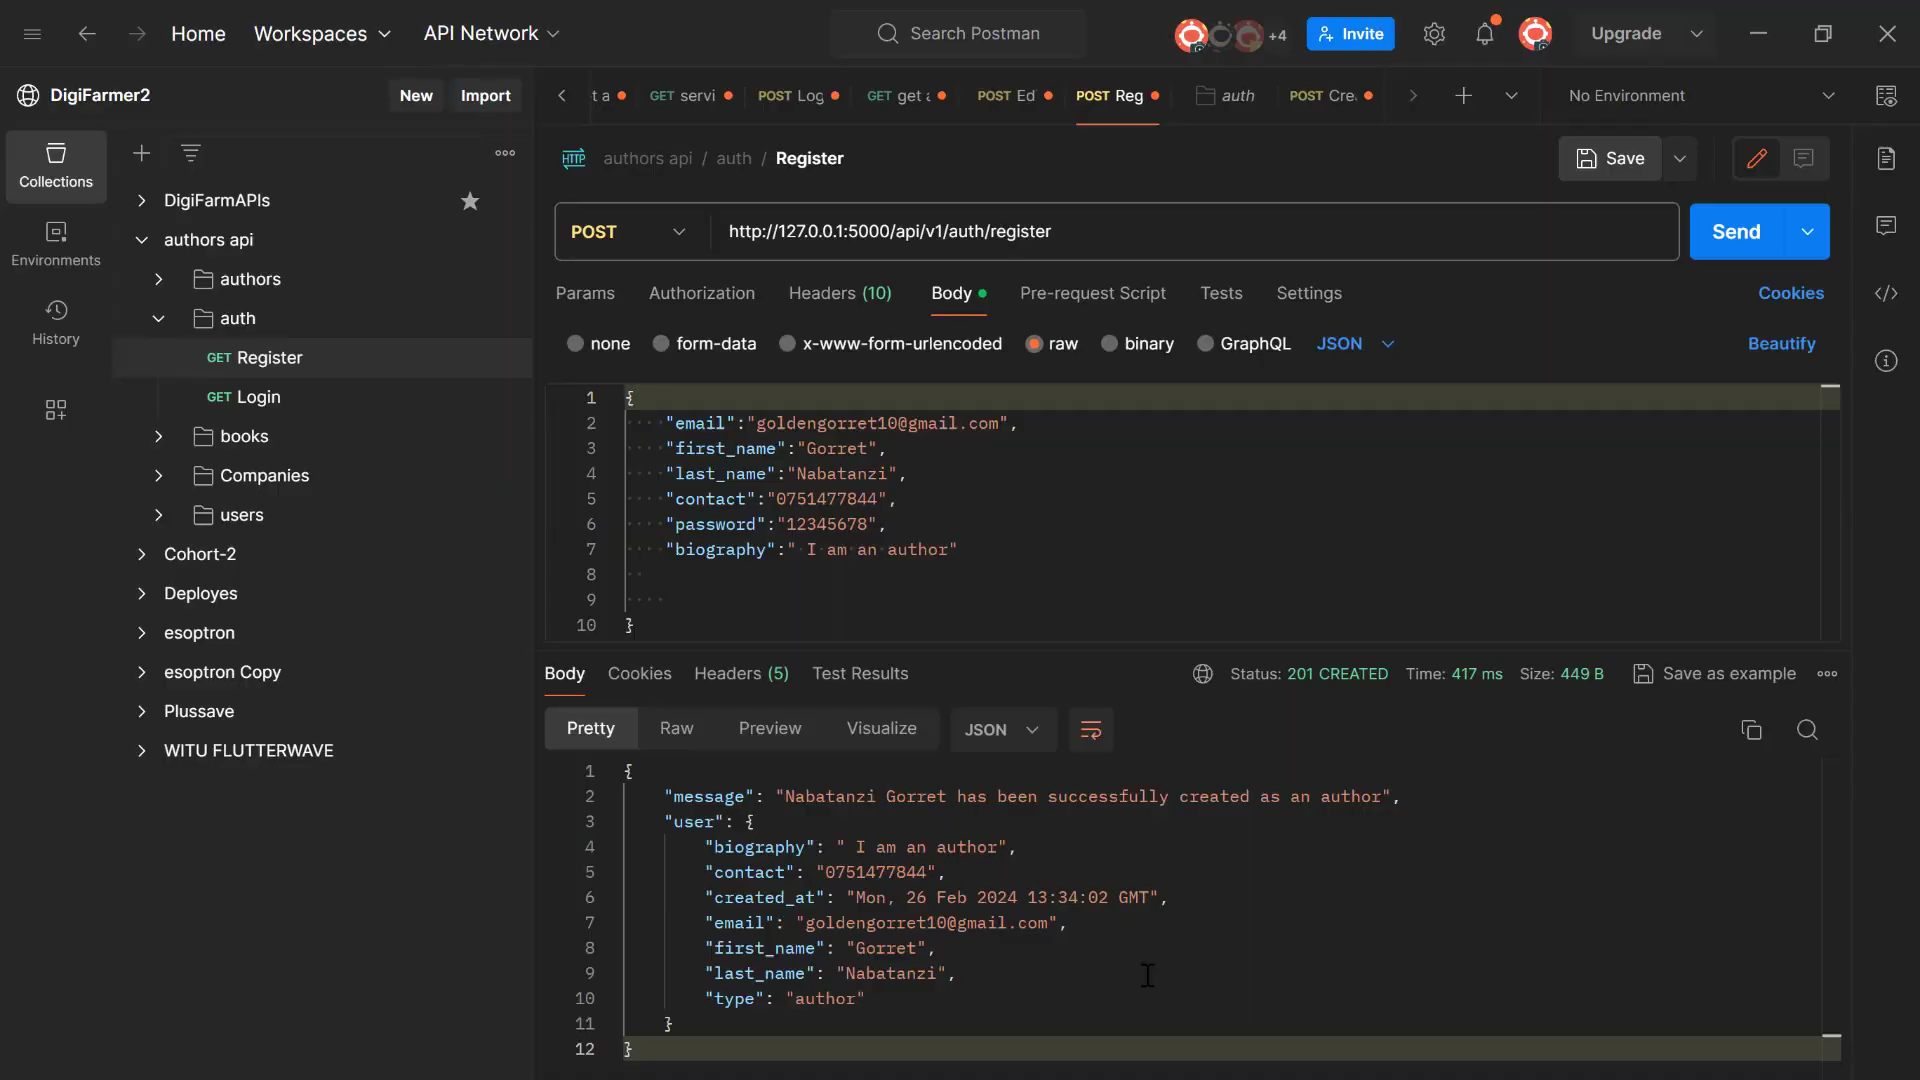 Home
Workspaces
API Network
Search Postman
+4
Invite
Upgrade
DigiFarmer2
New
Import
t a
GET servi
POST Log
GET get a
POST Ed
POST Reg
auth
POST Cre
No Environment
Collections
Environments
History
DigiFarmAPIs
authors api
authors
auth
GET Register
GET Login
books
Companies
users
Cohort-2
Deployes
esoptron
esoptron Copy
Plussave
WITU FLUTTERWAVE
HTTP authors api / auth / Register
Save
POST
http://127.0.0.1:5000/api/v1/auth/register
Send
Params Authorization Headers (10) Body Pre-request Script Tests Settings
Cookies
none form-data x-www-form-urlencoded raw binary GraphQL JSON
Beautify
1 {
2 "email":"goldengorret10@gmail.com",
3 "first_name":"Gorret",
4 "last_name":"Nabatanzi",
5 "contact":"0751477844",
6 "password":"12345678",
7 "biography":" I am an author"
8
9
10 }
Body Cookies Headers (5) Test Results
Status: 201 CREATED Time: 417 ms Size: 449 B Save as example
Pretty Raw Preview Visualize JSON
1 {
2 "message": "Nabatanzi Gorret has been successfully created as an author",
3 "user": {
4 "biography": " I am an author",
5 "contact": "0751477844",
6 "created_at": "Mon, 26 Feb 2024 13:34:02 GMT",
7 "email": "goldengorret10@gmail.com",
8 "first_name": "Gorret",
9 "last_name": "Nabatanzi",
10 "type": "author"
11 }
12 }